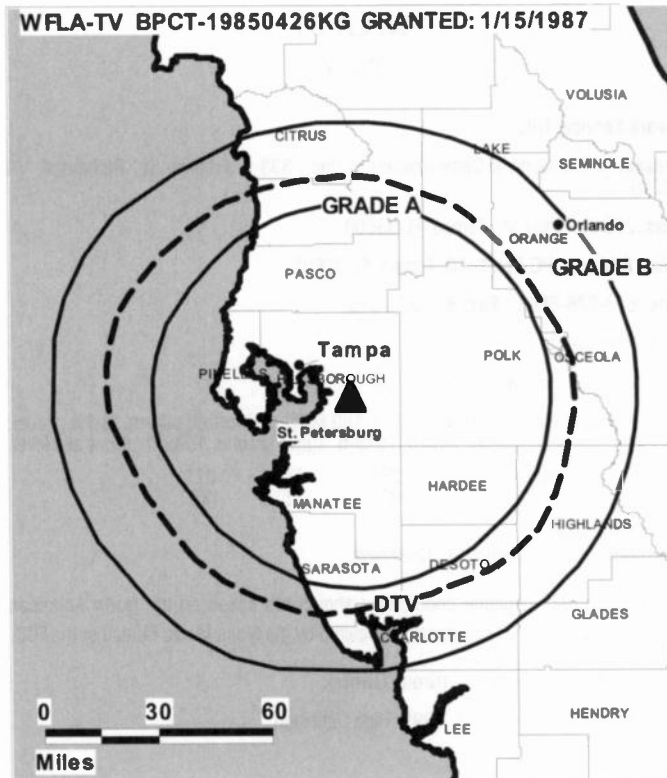 WFLA-TV BPCT-19850426KG GRANTED: 1/15/1987
VOLUSIA
CITRUS
LAKE
SEMINOLE
GRADE A
Orlando
ORANGE
GRADE B
PASCO
Tampa
POLK
OSCEOLA
PINELLAS
HILLSBOROUGH
St. Petersburg
HARDEE
MANATEE
HIGHLANDS
SARASOTA
DESOTO
DTV
GLADES
CHARLOTTE
0 30 60
HENDRY
LEE
Miles